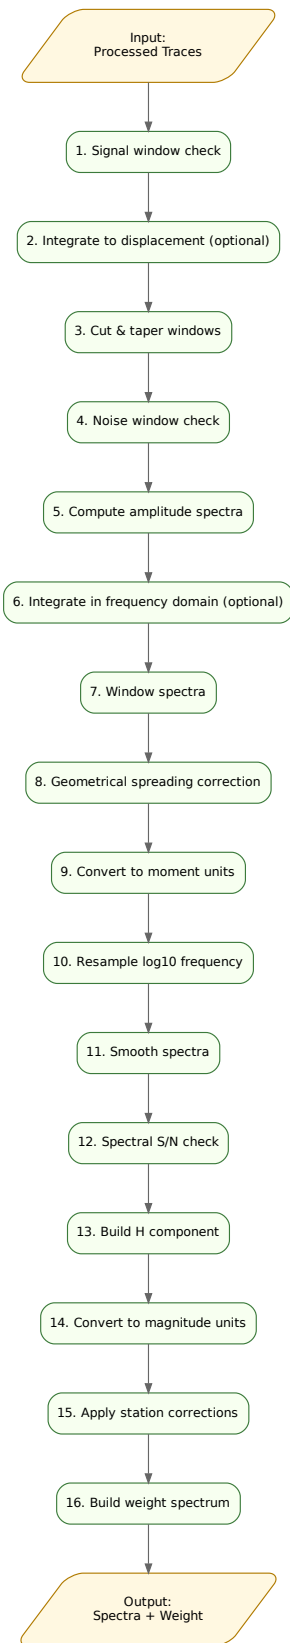 Input:
Processed Traces
1. Signal window check
2. Integrate to displacement (optional)
3. Cut & taper windows
4. Noise window check
5. Compute amplitude spectra
6. Integrate in frequency domain (optional)
7. Window spectra
8. Geometrical spreading correction
9. Convert to moment units
10. Resample log10 frequency
11. Smooth spectra
12. Spectral S/N check
13. Build H component
14. Convert to magnitude units
15. Apply station corrections
16. Build weight spectrum
Output:
Spectra + Weight